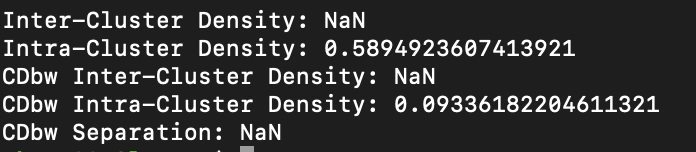 Inter-Cluster Density: NaN
Intra-Cluster Density: 0.5894923607413921
CDbw Inter-Cluster Density: NaN
CDbw Intra-Cluster Density: 0.09336182204611321
CDbw Separation: NaN